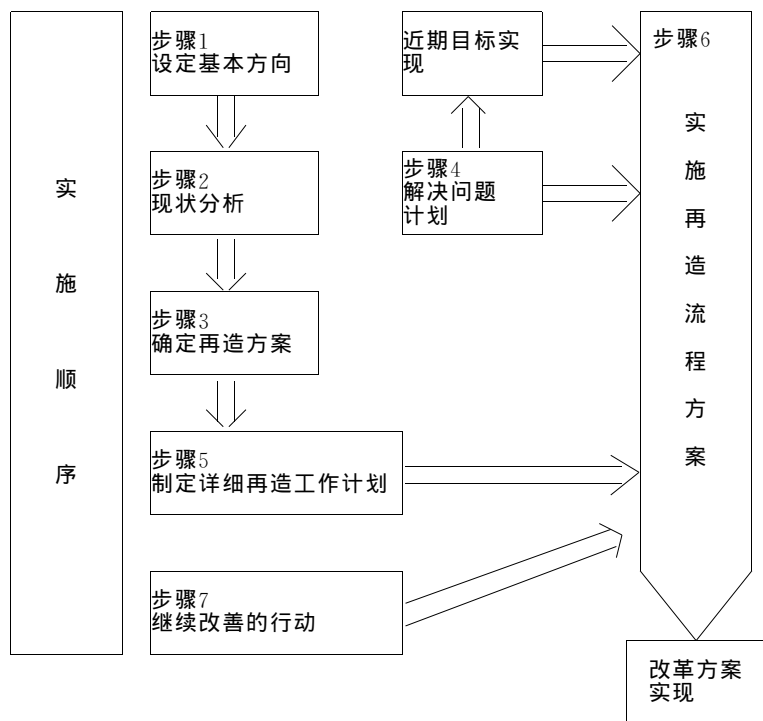 实
施
顺
序
步骤1
设定基本方向
步骤2
现状分析
步骤3
确定再造方案
步骤5
制定详细再造工作计划
步骤7
继续改善的行动
近期目标实
现
步骤4
解决问题
计划
步骤6
实
施
再
造
流
程
方
案
改革方案
实现